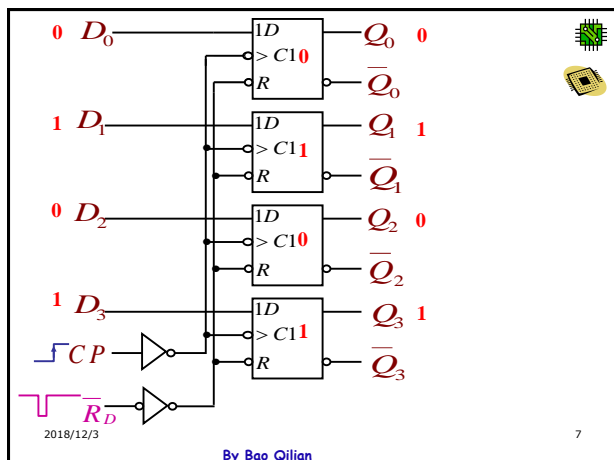 0 D₀ 1D Q₀ 0
> C1 0
R Q̅₀
1 D₁ 1D Q₁ 1
> C1 1
R Q̅₁
0 D₂ 1D Q₂ 0
> C1 0
R Q̅₂
1 D₃ 1D Q₃ 1
> C1 1
CP R Q̅₃
R̅D
2018/12/3 7
By Bao Qilian